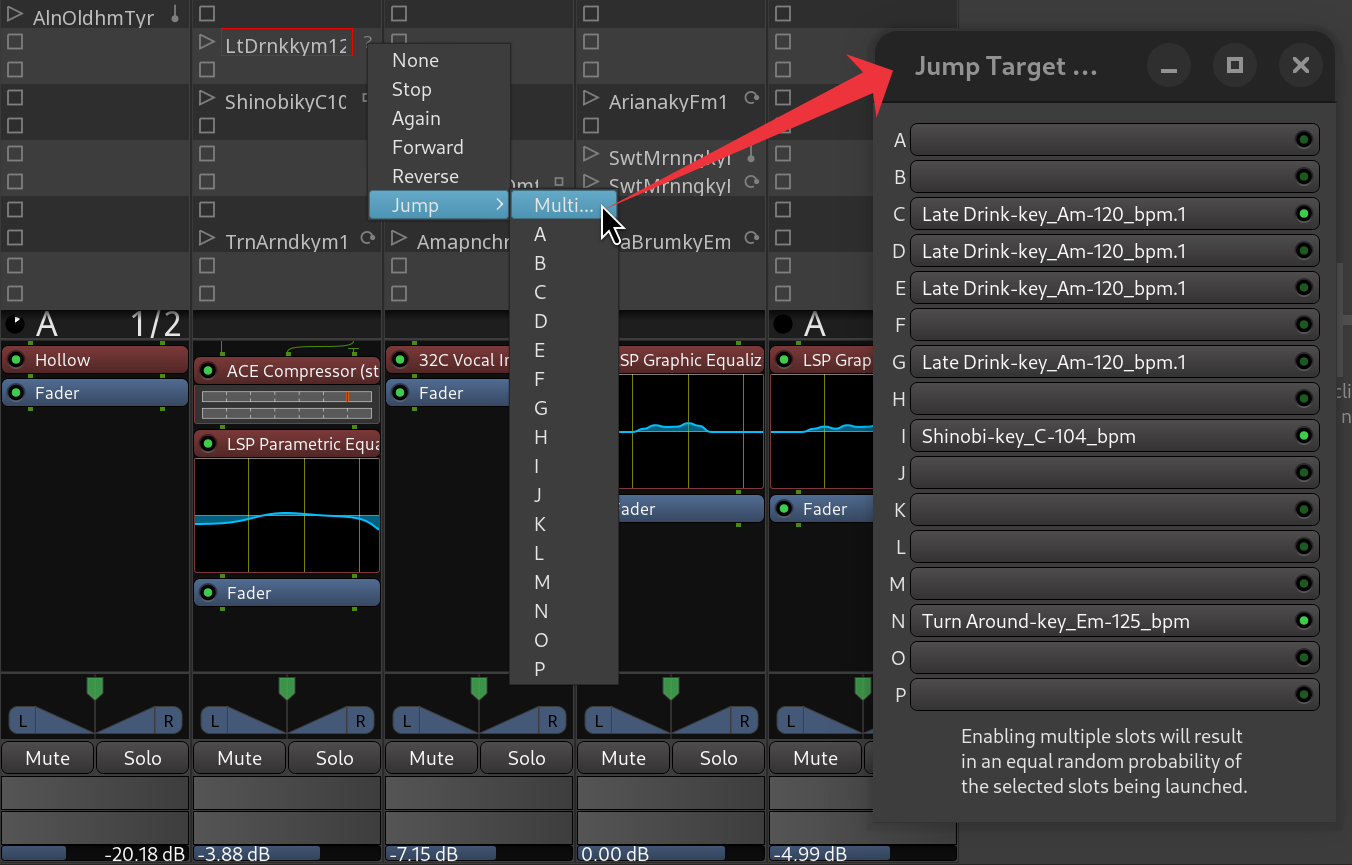 AlnOldhmTyr
LtDrnkkym12 ?
ShinobikyC10
TrnArndkym1
Amapnchr
ArianakyFm1
SwtMrnnqkyI
SwtMrnnqkyI
aBrumkyEm
None
Stop
Again
Forward
Reverse
Jump
Multi...
A
B
C
D
E
F
G
H
I
J
K
L
M
N
O
P
Jump Target ...
A
B
C Late Drink-key_Am-120_bpm.1
D Late Drink-key_Am-120_bpm.1
E Late Drink-key_Am-120_bpm.1
F
G Late Drink-key_Am-120_bpm.1
H
I Shinobi-key_C-104_bpm
J
K
L
M
N Turn Around-key_Em-125_bpm
O
P
Enabling multiple slots will result
in an equal random probability of
the selected slots being launched.
A 1/2
A
Hollow
Fader
ACE Compressor (st
LSP Parametric Equa
Fader
32C Vocal In
Fader
SP Graphic Equaliz
Fader
LSP Grap
Fader
L R
L R
L R
L R
L
Mute Solo
Mute Solo
Mute Solo
Mute Solo
Mute
-20.18 dB
-3.88 dB
-7.15 dB
0.00 dB
-4.99 dB